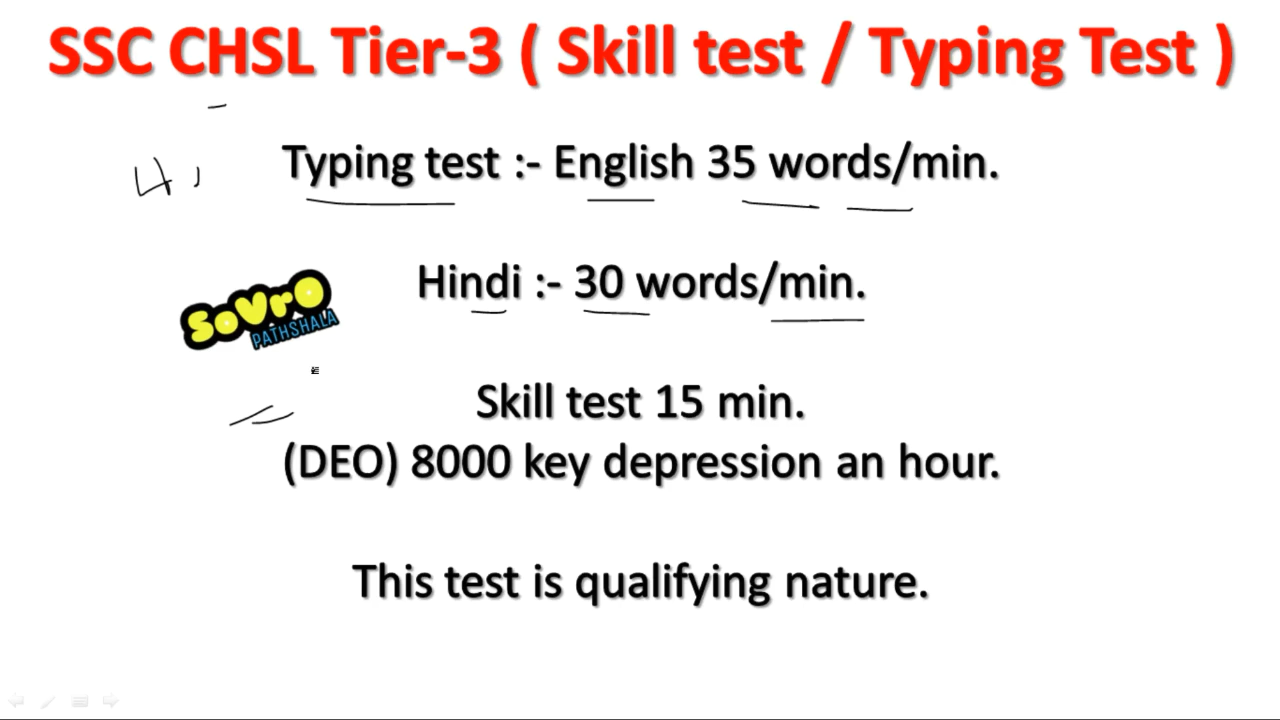 SSC CHSL Tier-3 ( Skill test / Typing Test )
Typing test :- English 35 words/min.
Hindi :- 30 words/min.
SoVrO
PATHSHALA
Skill test 15 min.
(DEO) 8000 key depression an hour.
This test is qualifying nature.